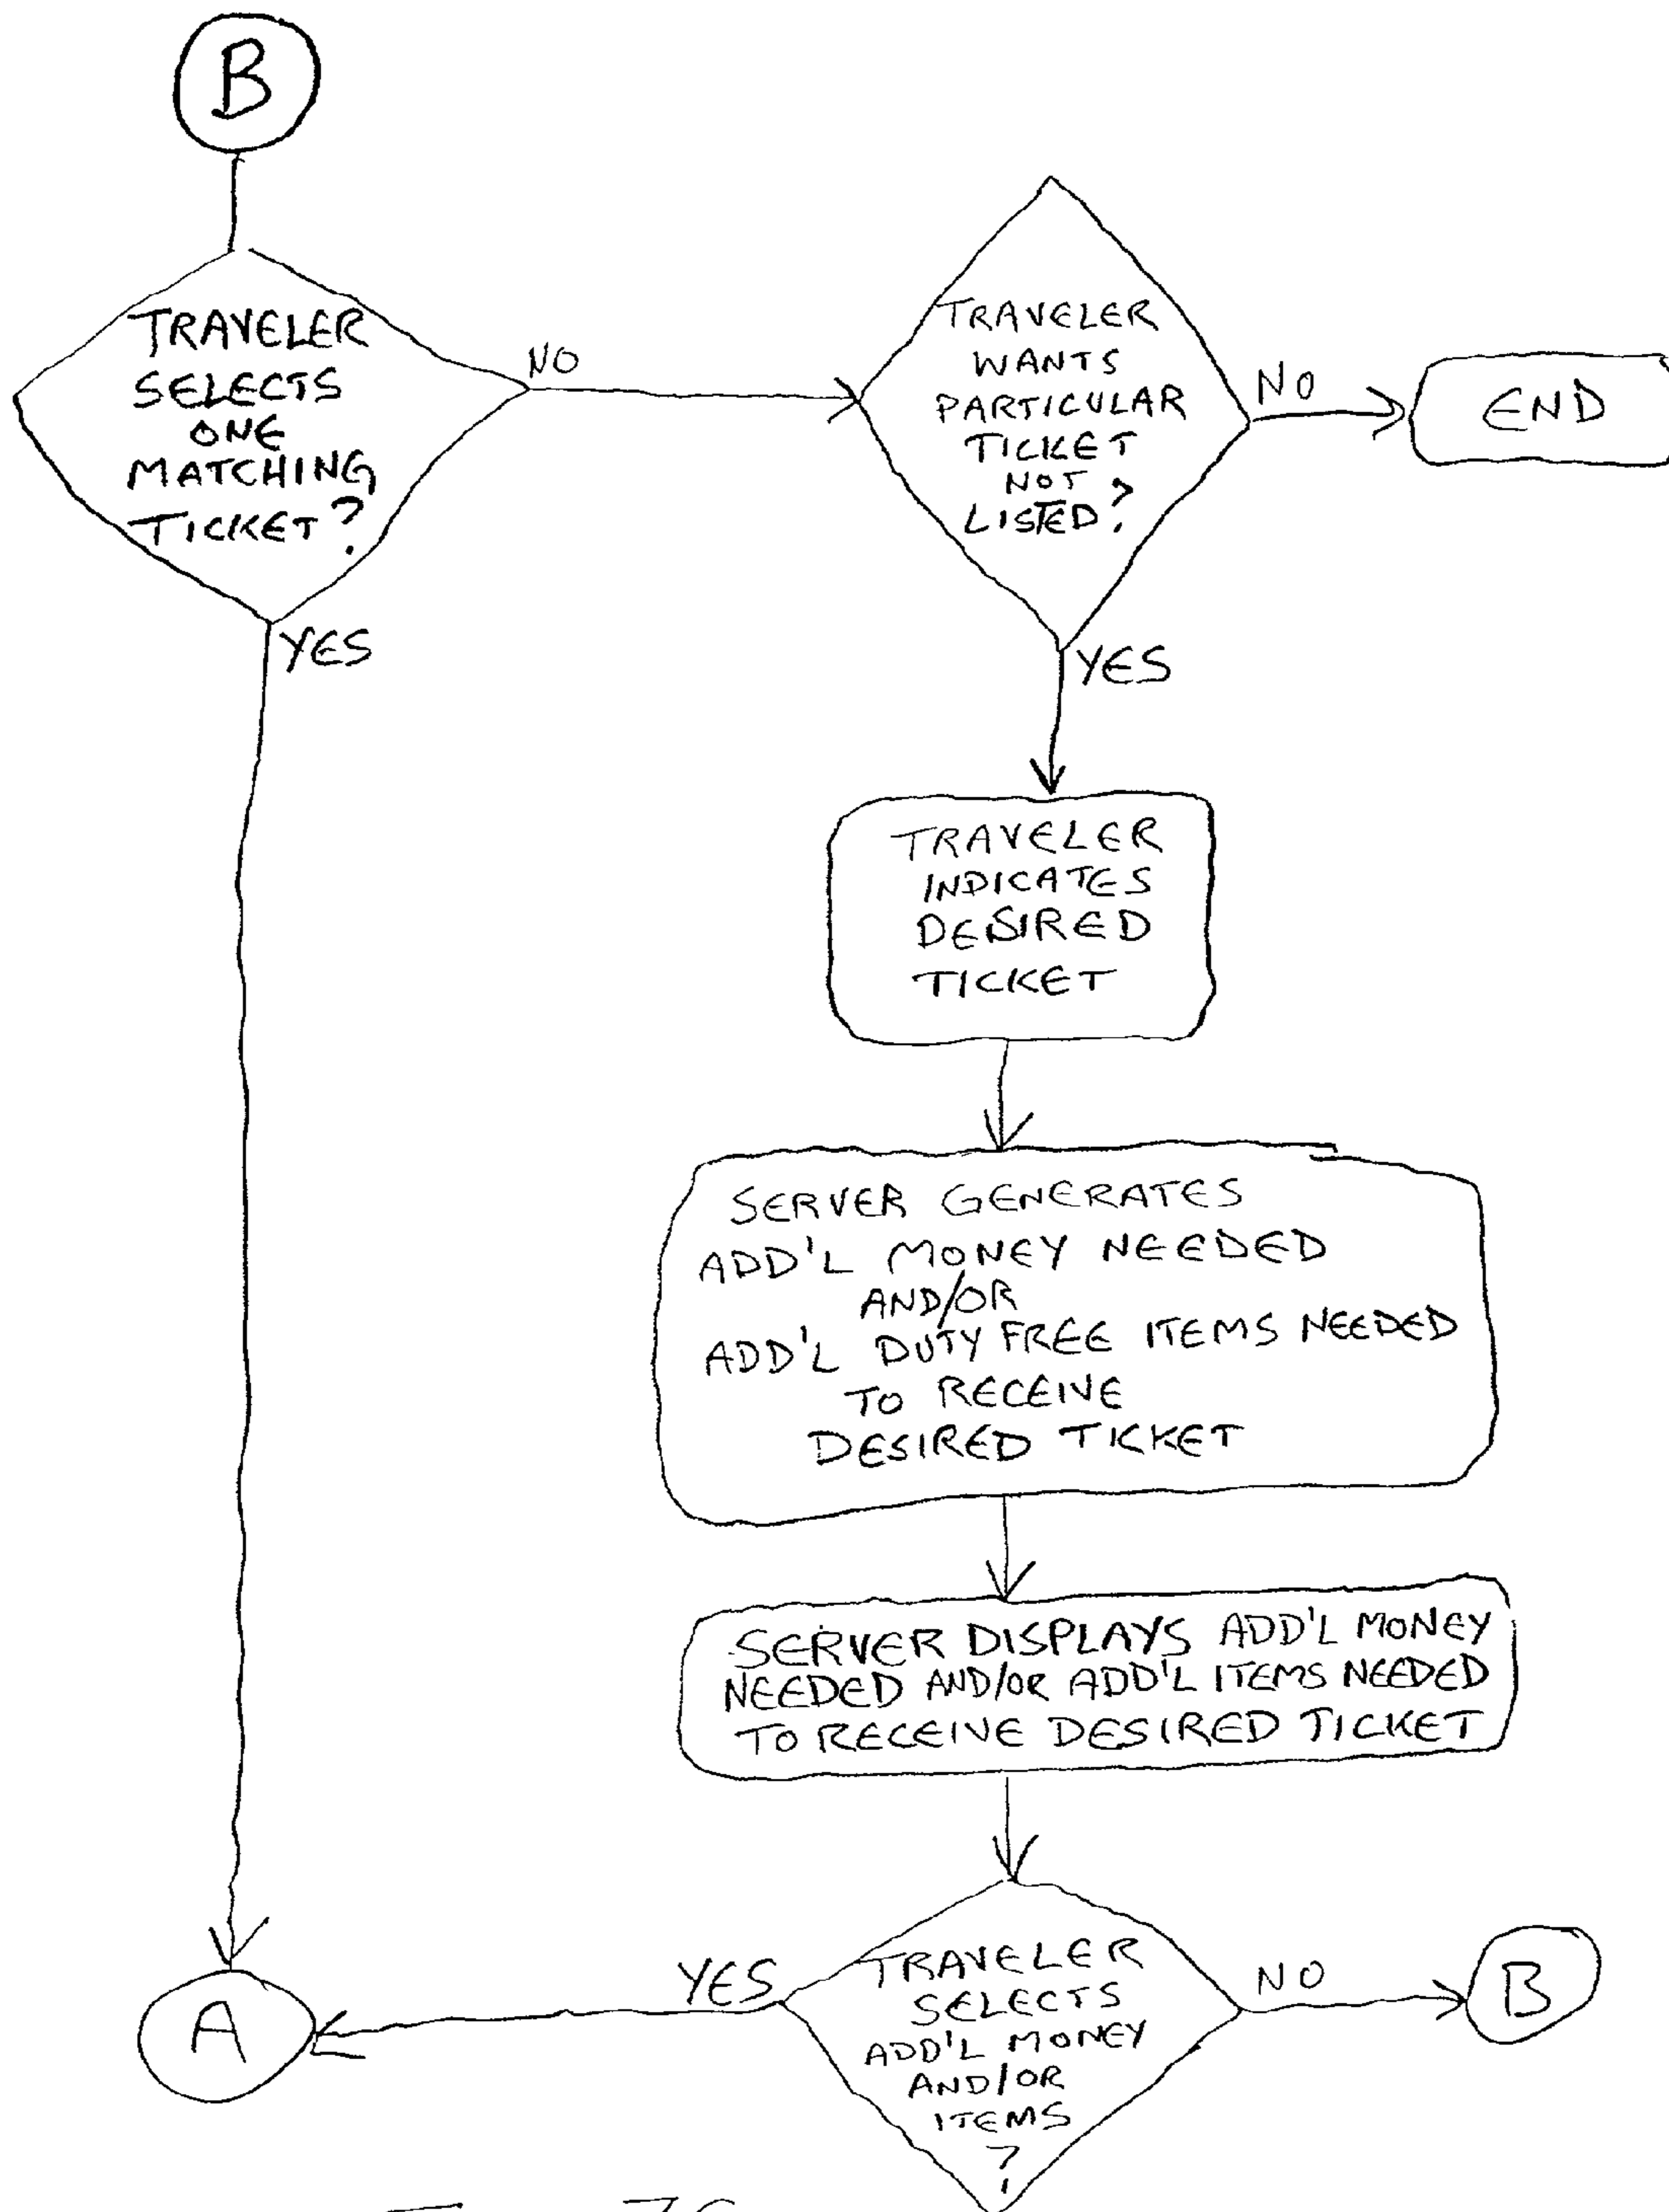 B
TRAVELER
SELECTS
ONE
MATCHING
TICKET?
NO
YES
TRAVELER
WANTS
PARTICULAR
TICKET
NOT
LISTED?
NO
END
YES
TRAVELER
INDICATES
DESIRED
TICKET
SERVER GENERATES
ADD'L MONEY NEEDED
AND/OR
ADD'L DUTY FREE ITEMS NEEDED
TO RECEIVE
DESIRED TICKET
SERVER DISPLAYS ADD'L MONEY
NEEDED AND/OR ADD'L ITEMS NEEDED
TO RECEIVE DESIRED TICKET
TRAVELER
SELECTS
ADD'L MONEY
AND/OR
ITEMS
?
YES
A
NO
B